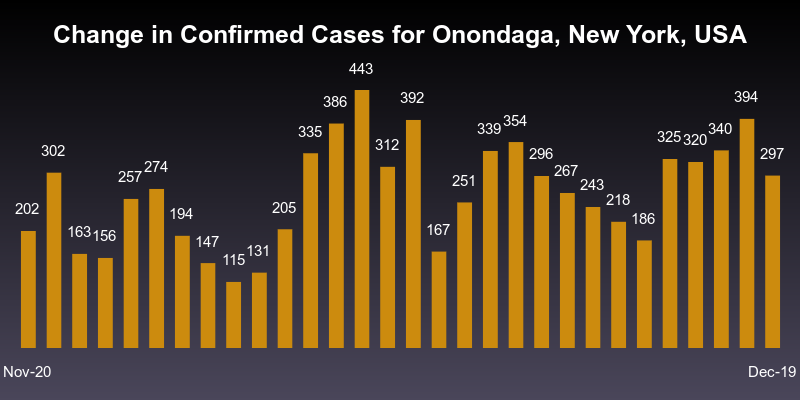 Change in Confirmed Cases for Onondaga, New York, USA
202 302 163 156 257 274 194 147 115 131 205 335 386 443 312 392 167 251 339 354 296 267 243 218 186 325 320 340 394 297
Nov-20 Dec-19